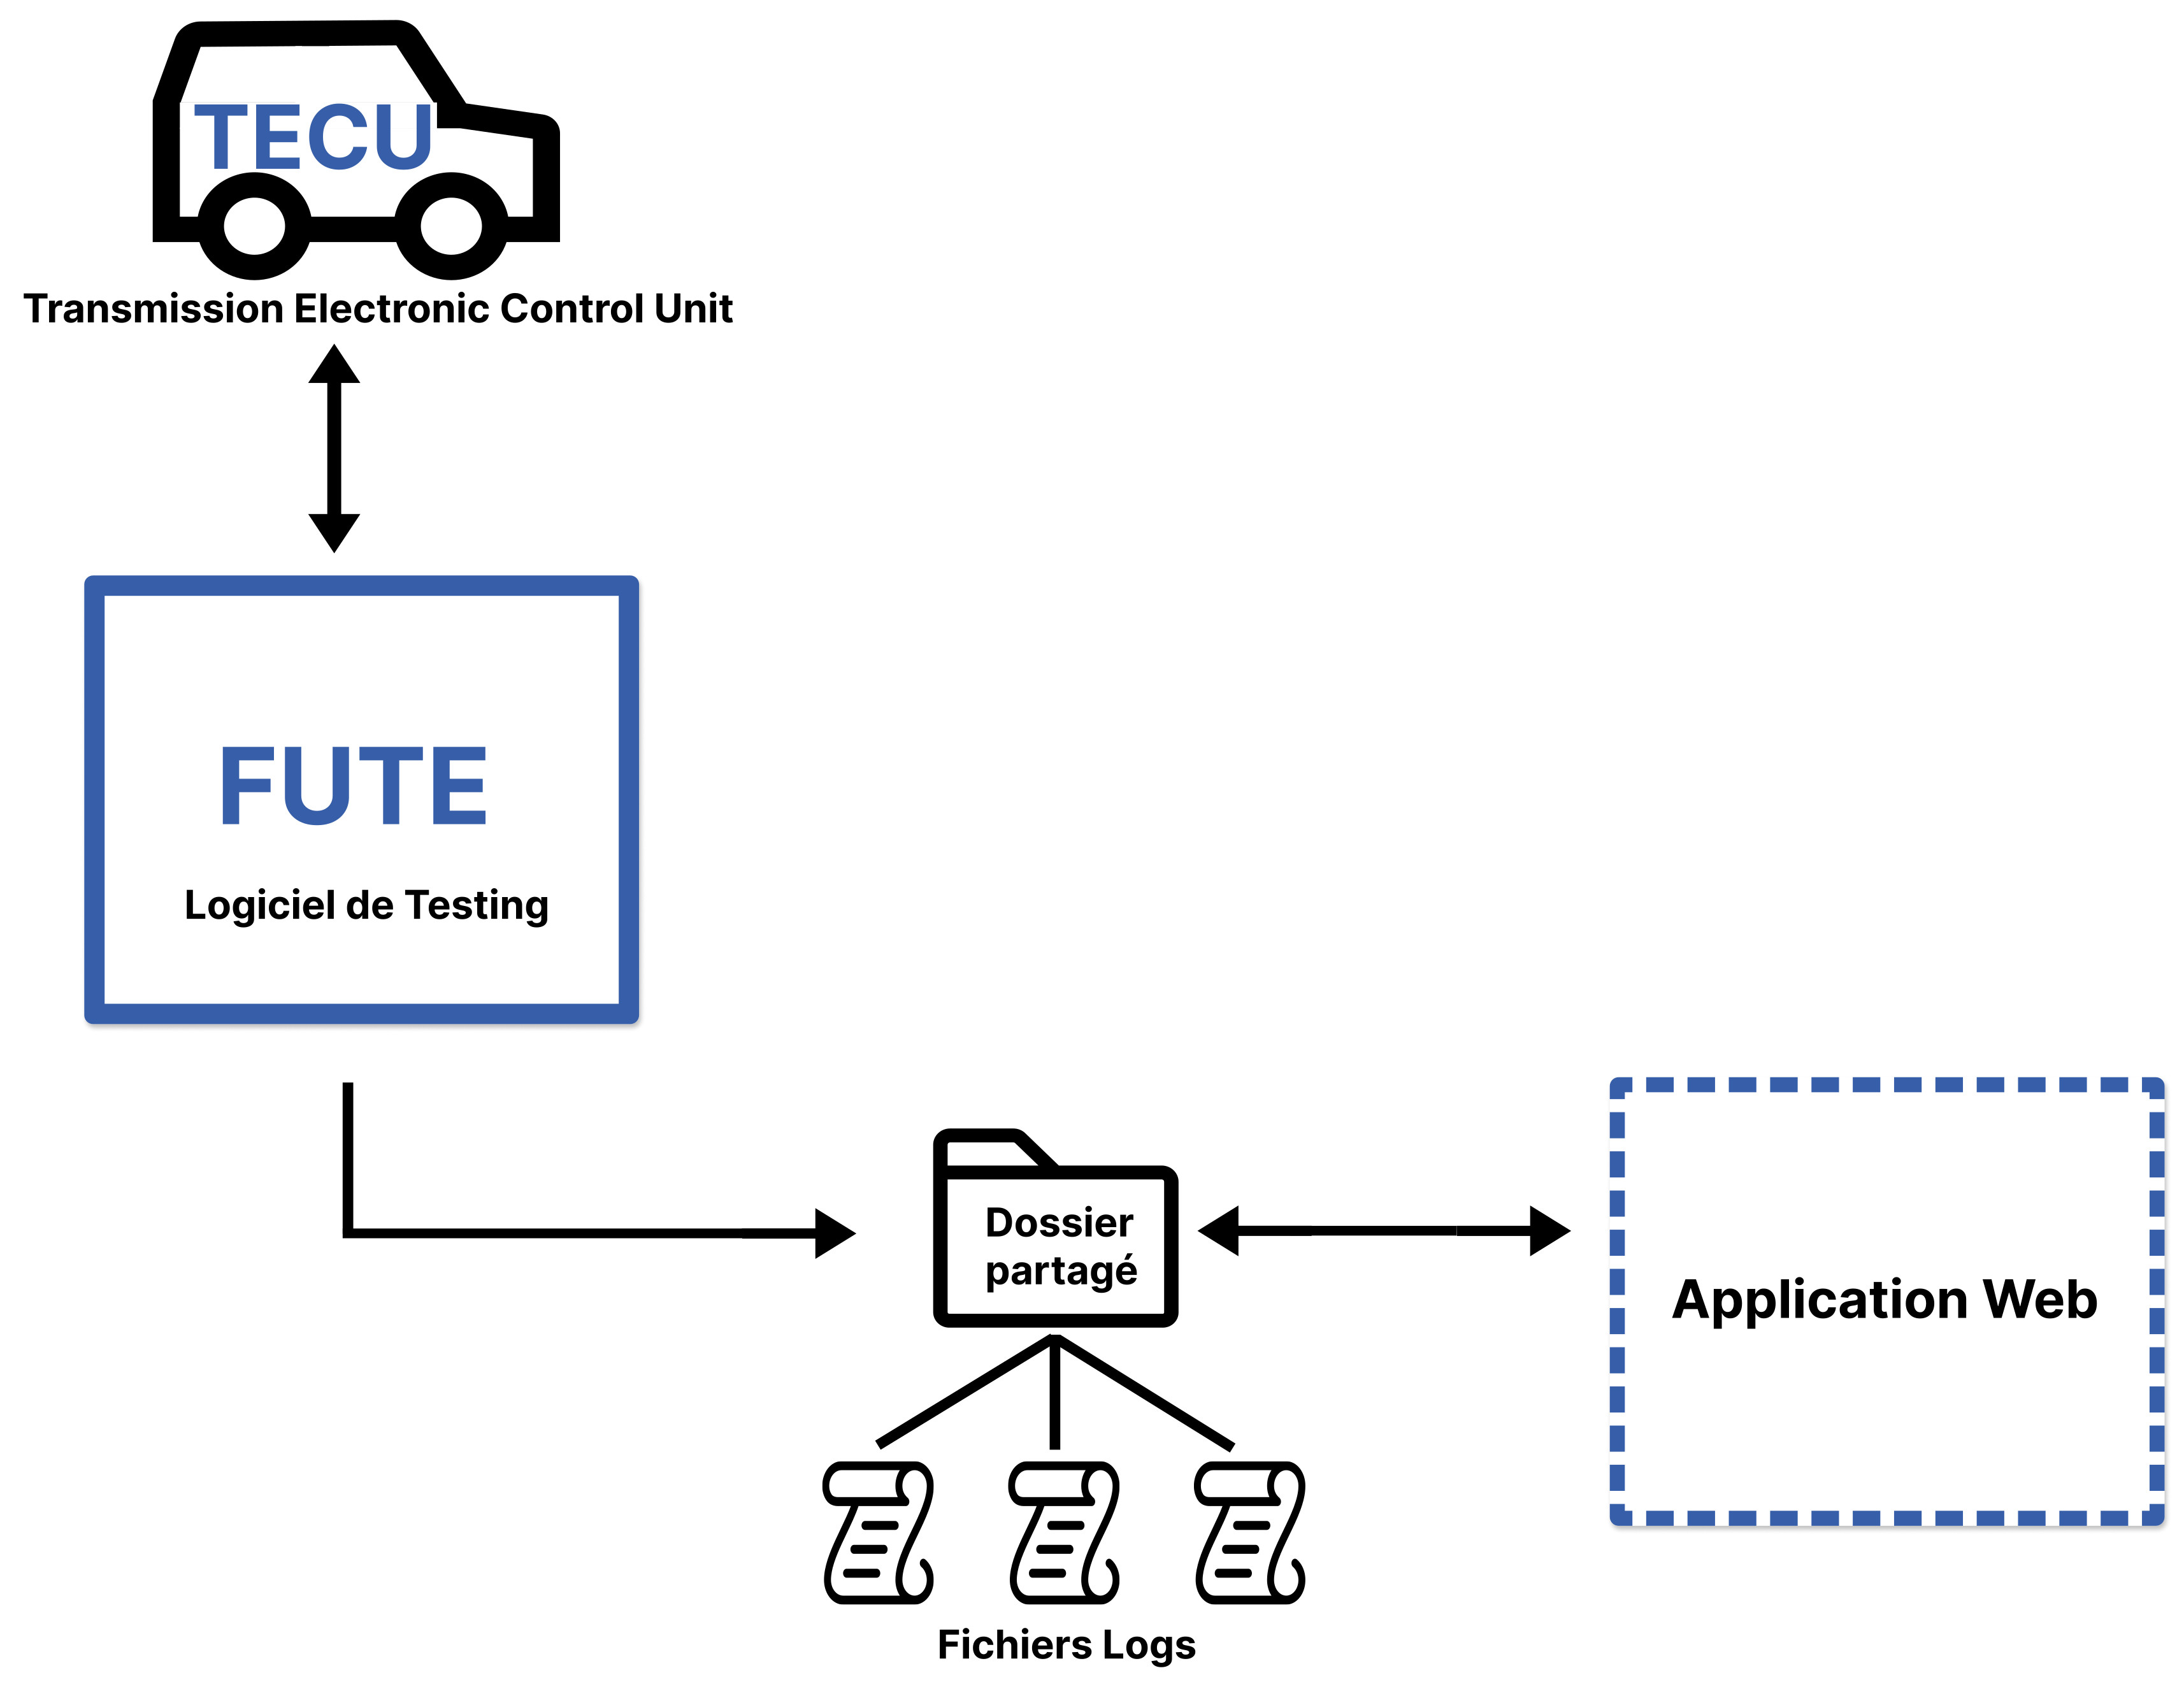 TECU
Transmission Electronic Control Unit
FUTE
Logiciel de Testing
Dossier
partagé
Application Web
Fichiers Logs